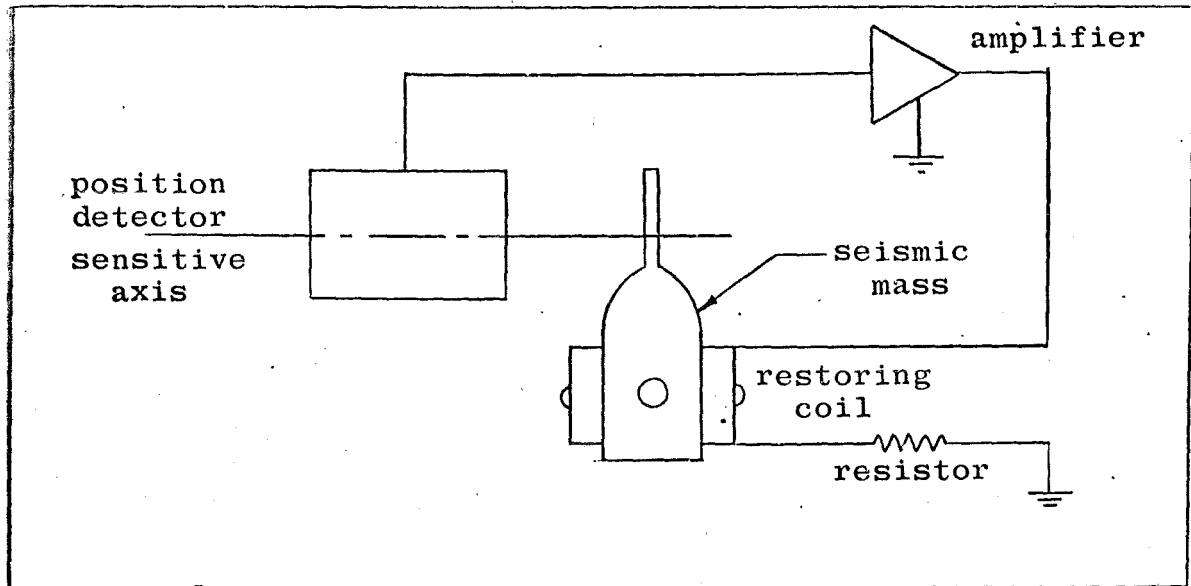 amplifier
position
detector
sensitive
axis
seismic
mass
restoring
coil
resistor